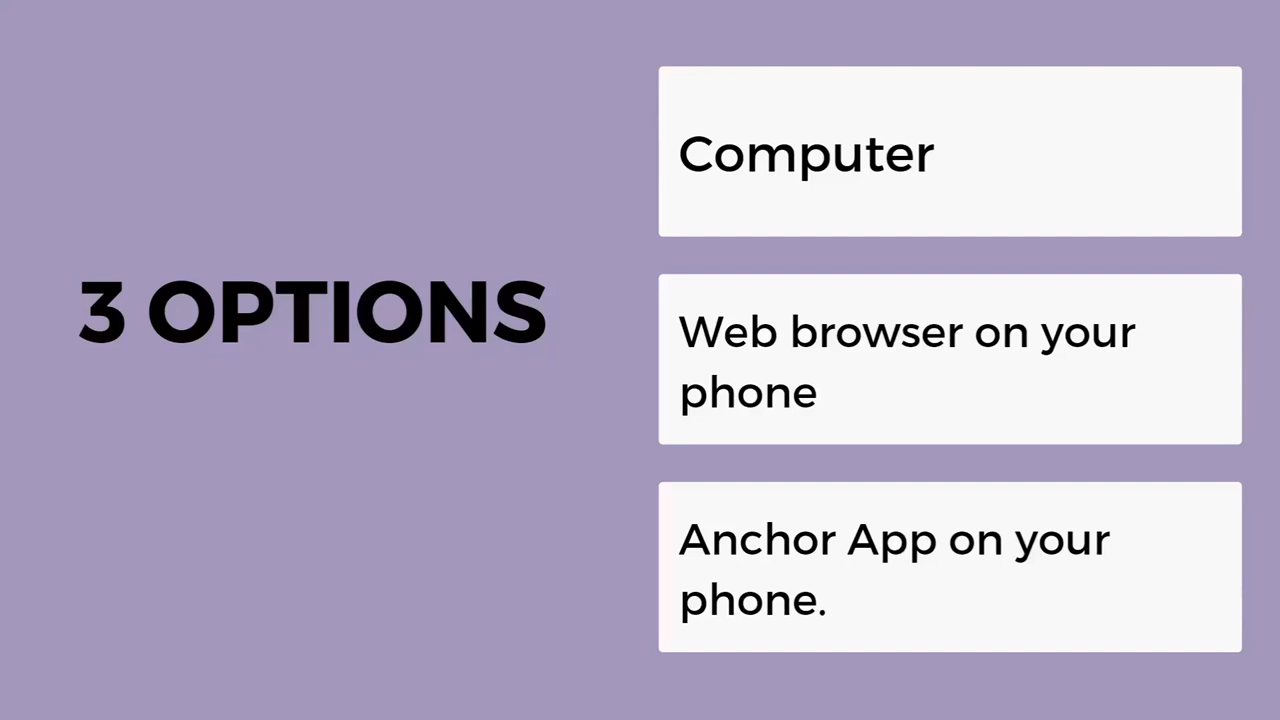 3 OPTIONS
Computer
Web browser on your
phone
Anchor App on your
phone.